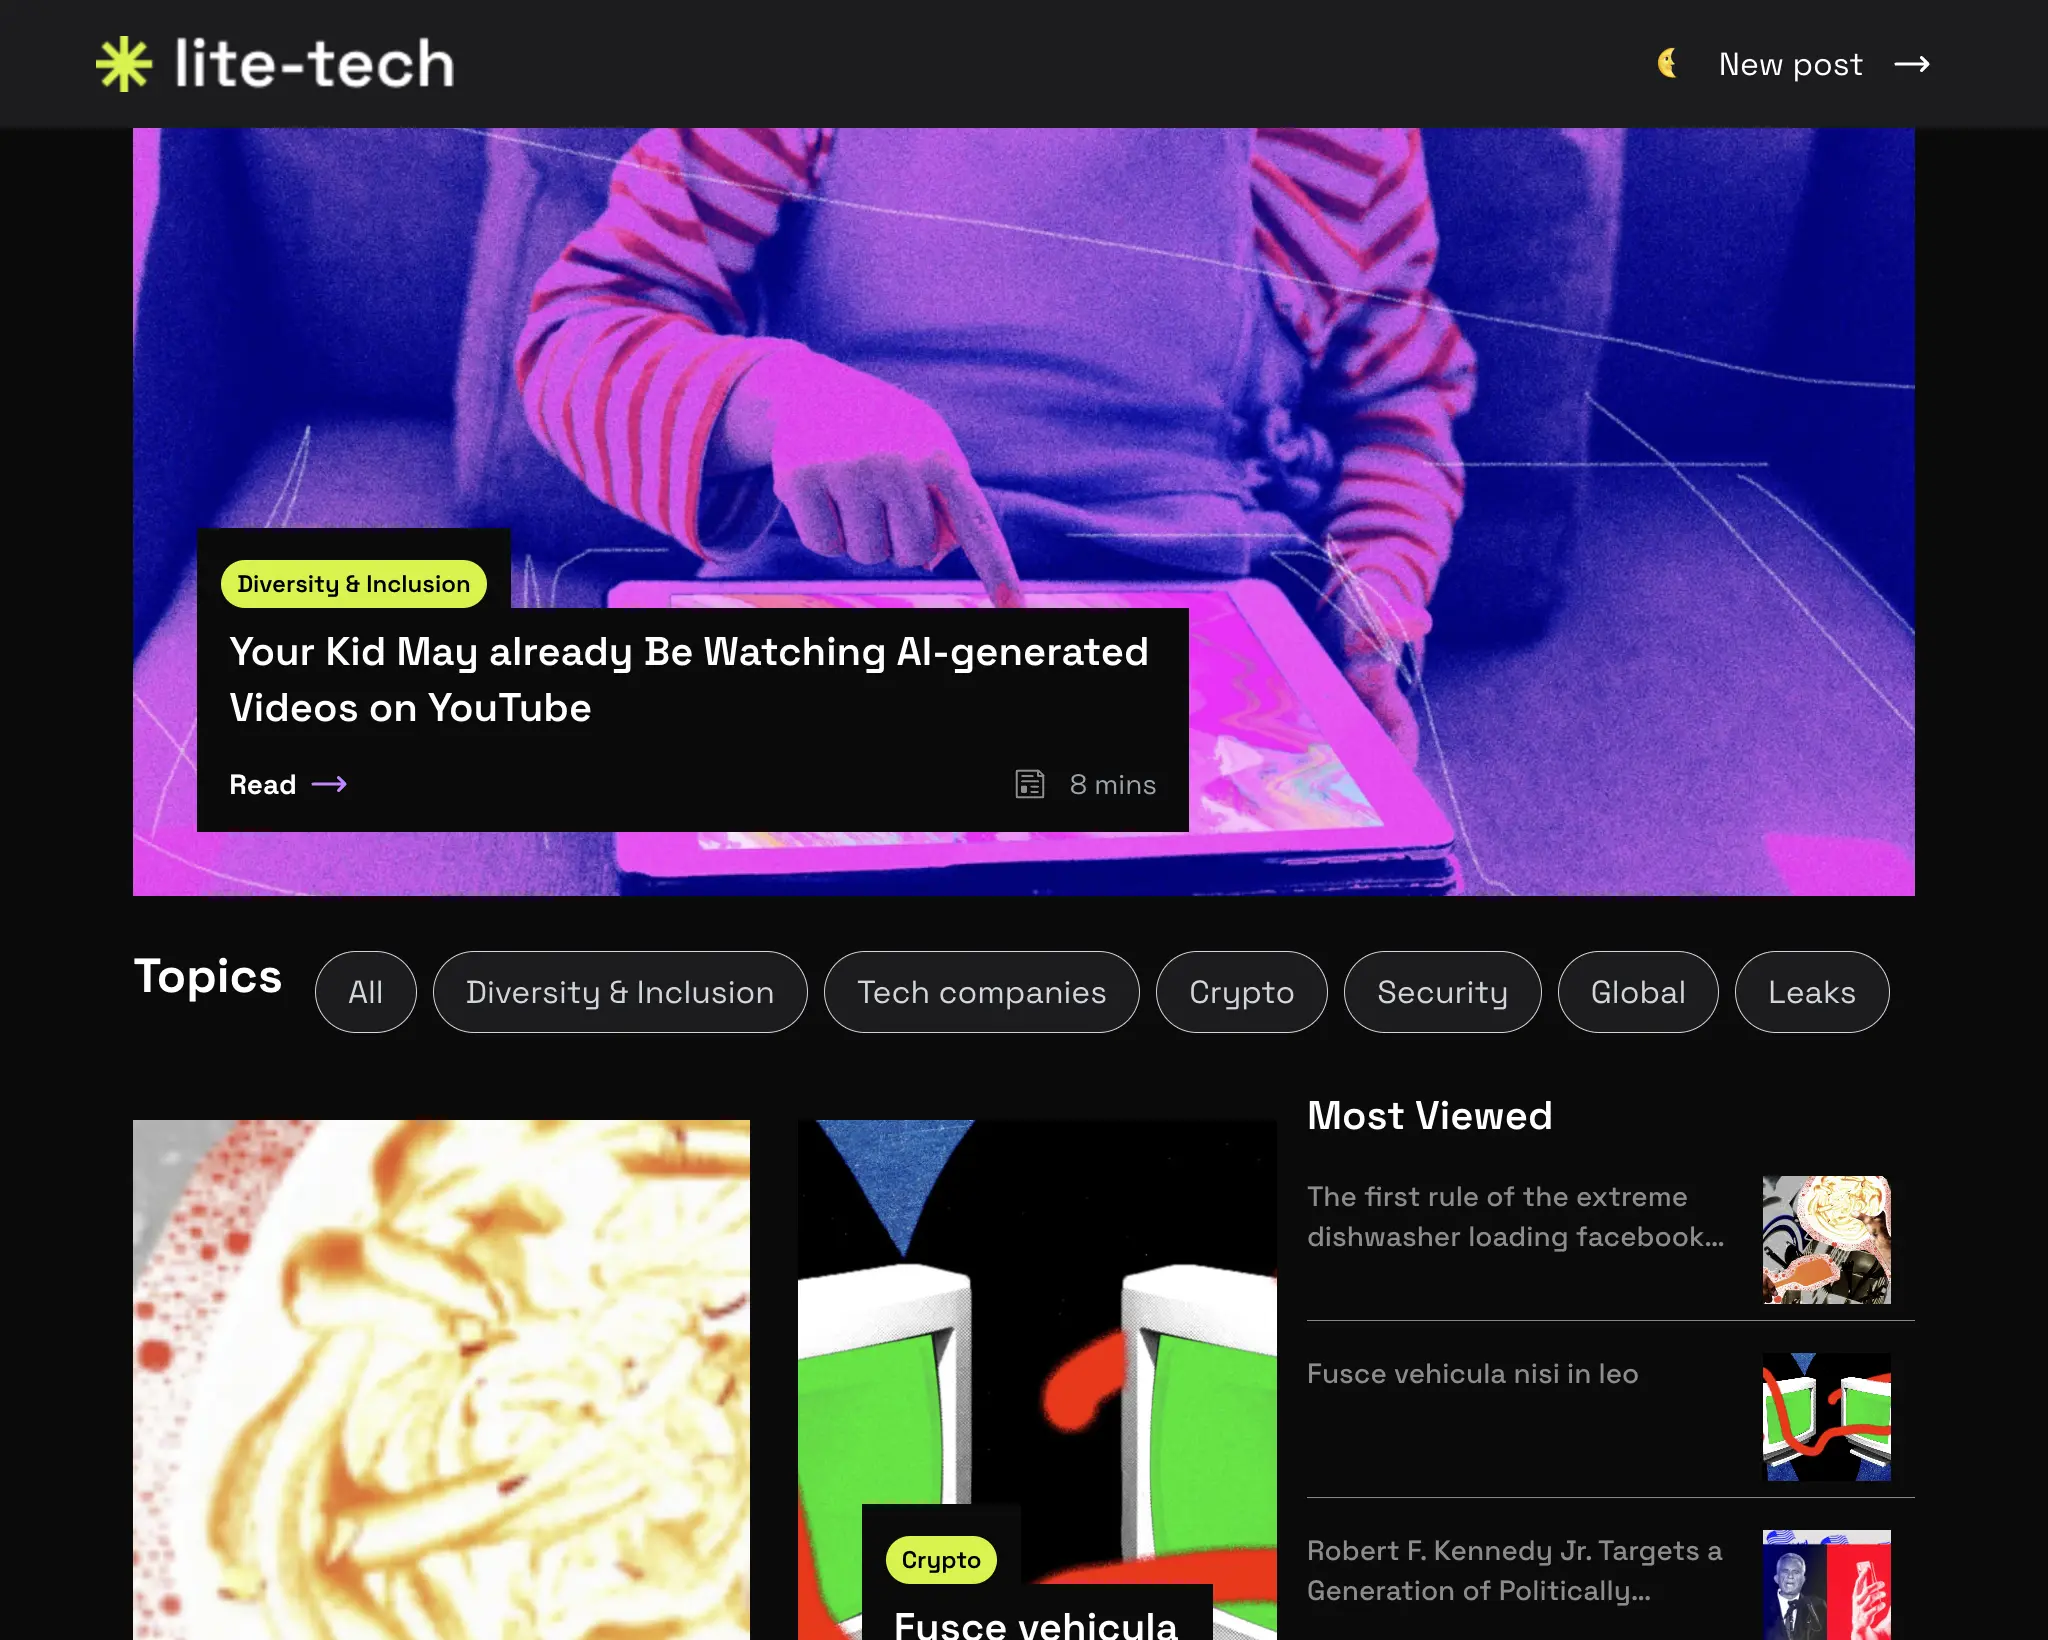 lite-tech
New post
Diversity & Inclusion
Your Kid May already Be Watching AI-generated
Videos on YouTube
Read
8 mins
Topics
All
Diversity & Inclusion
Tech companies
Crypto
Security
Global
Leaks
Crypto
Fusce vehicula
Most Viewed
The first rule of the extreme
dishwasher loading facebook...
Fusce vehicula nisi in leo
Robert F. Kennedy Jr. Targets a
Generation of Politically...